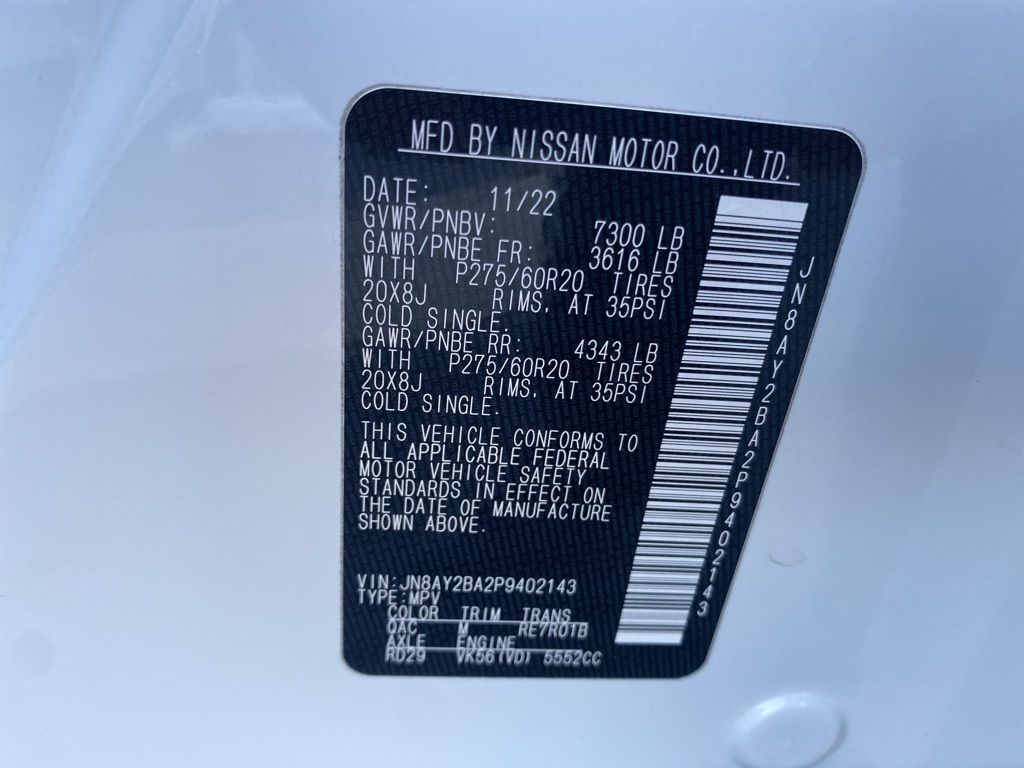 MFD BY NISSAN MOTOR CO.,LTD.
DATE: 11/22
GVWR/PNBV: 7300 LB
GAWR/PNBE FR: 3616 LB
WITH P275/60R20 TIRES
20X8J RIMS, AT 35PSI
COLD SINGLE.
GAWR/PNBE RR: 4343 LB
WITH P275/60R20 TIRES
20X8J RIMS, AT 35PSI
COLD SINGLE.
THIS VEHICLE CONFORMS TO
ALL APPLICABLE FEDERAL
MOTOR VEHICLE SAFETY
STANDARDS IN EFFECT ON
THE DATE OF MANUFACTURE
SHOWN ABOVE.
VIN:JN8AY2BA2P9402143
TYPE:MPV
COLOR TRIM TRANS
QAC M RE7R01B
AXLE ENGINE
RD29 VK56(VD) 5552CC
JN8AY2BA2P9402143